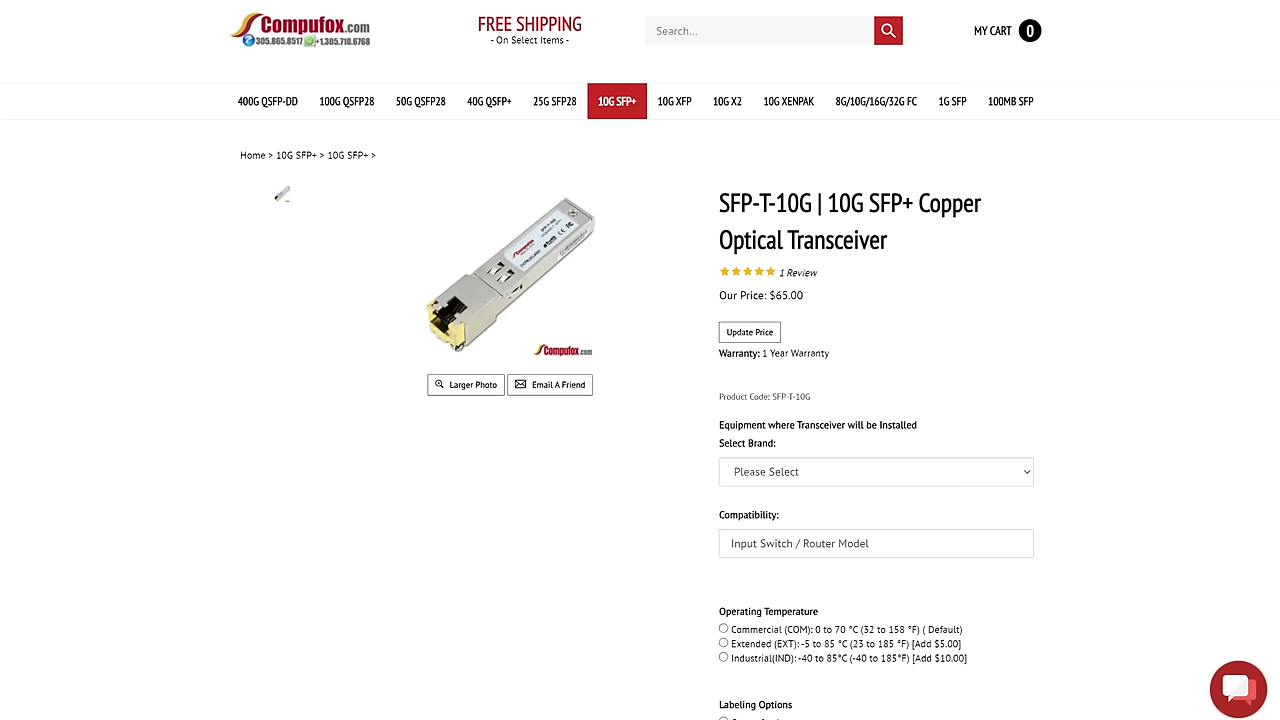 Compufox.com
305.865.8517 +1.305.710.6768
FREE SHIPPING
- On Select Items -
Search...
MY CART 0
400G QSFP-DD 100G QSFP28 50G QSFP28 40G QSFP+ 25G SFP28 10G SFP+ 10G XFP 10G X2 10G XENPAK 8G/10G/16G/32G FC 1G SFP 100MB SFP
Home > 10G SFP+ > 10G SFP+ >
Compufox
Compufox.com
Larger Photo
Email A Friend
SFP-T-10G | 10G SFP+ Copper
Optical Transceiver
1 Review
Our Price: $65.00
Update Price
Warranty: 1 Year Warranty
Product Code: SFP-T-10G
Equipment where Transceiver will be Installed
Select Brand:
Please Select
Compatibility:
Input Switch / Router Model
Operating Temperature
Commercial (COM): 0 to 70 °C (32 to 158 °F) ( Default)
Extended (EXT): -5 to 85 °C (23 to 185 °F) [Add $5.00]
Industrial(IND): -40 to 85°C (-40 to 185°F) [Add $10.00]
Labeling Options